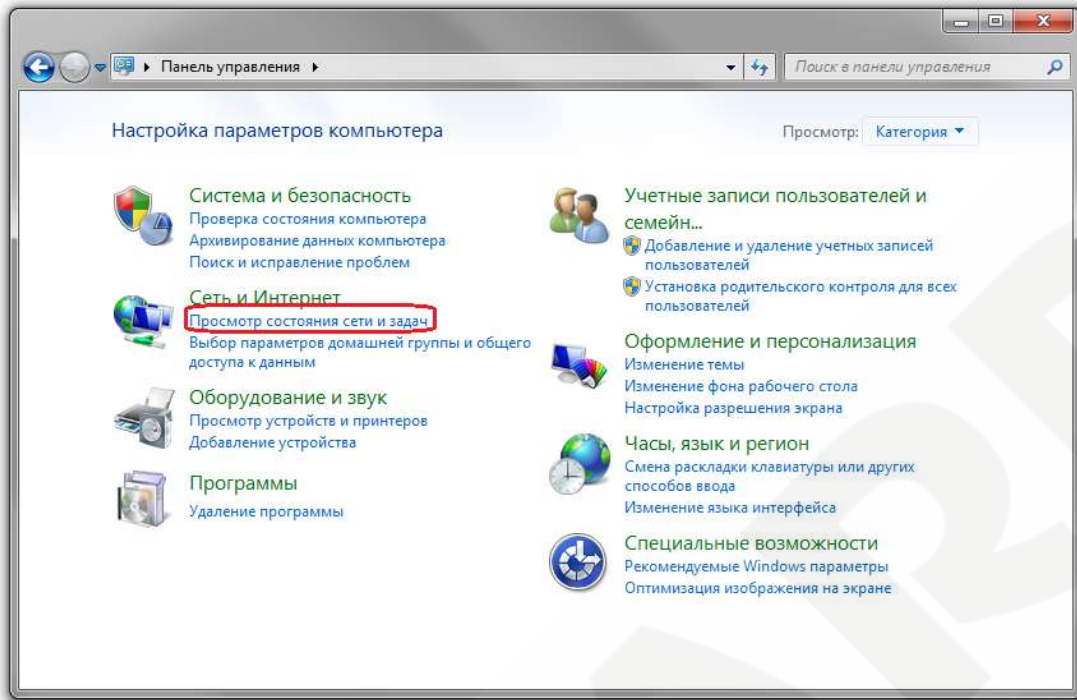 Панель управления
Поиск в панели управления
Настройка параметров компьютера
Просмотр: Категория
Система и безопасность
Проверка состояния компьютера
Архивирование данных компьютера
Поиск и исправление проблем
Сеть и Интернет
Просмотр состояния сети и задач
Выбор параметров домашней группы и общего
доступа к данным
Оборудование и звук
Просмотр устройств и принтеров
Добавление устройства
Программы
Удаление программы
Учетные записи пользователей и
семейн...
Добавление и удаление учетных записей
пользователей
Установка родительского контроля для всех
пользователей
Оформление и персонализация
Изменение темы
Изменение фона рабочего стола
Настройка разрешения экрана
Часы, язык и регион
Смена раскладки клавиатуры или других
способов ввода
Изменение языка интерфейса
Специальные возможности
Рекомендуемые Windows параметры
Оптимизация изображения на экране